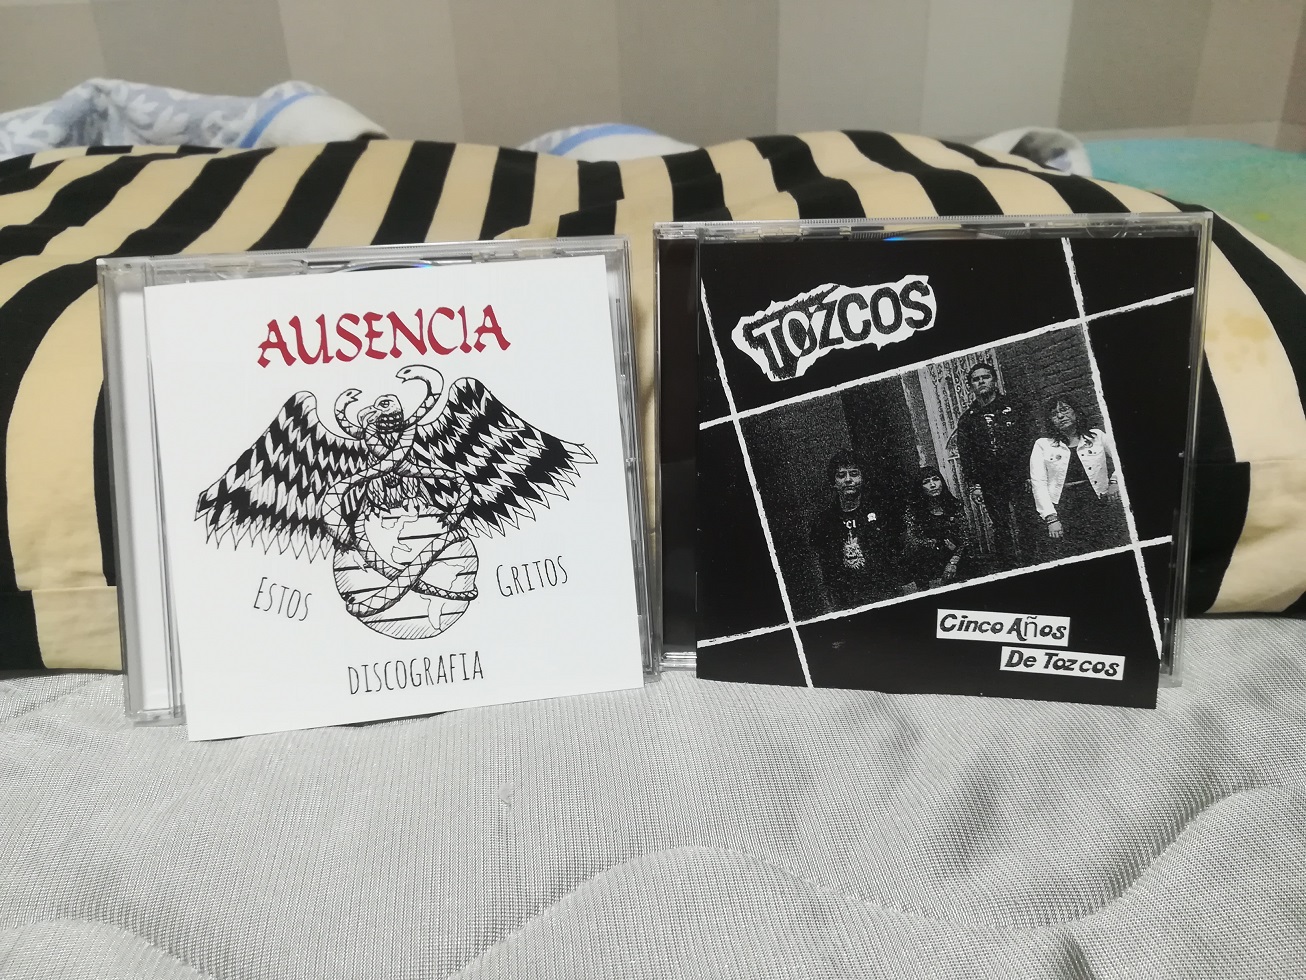 AUSENCIA
ESTOS GRITOS
DISCOGRAFIA
TOZCOS
Cinco Años
De Tozcos